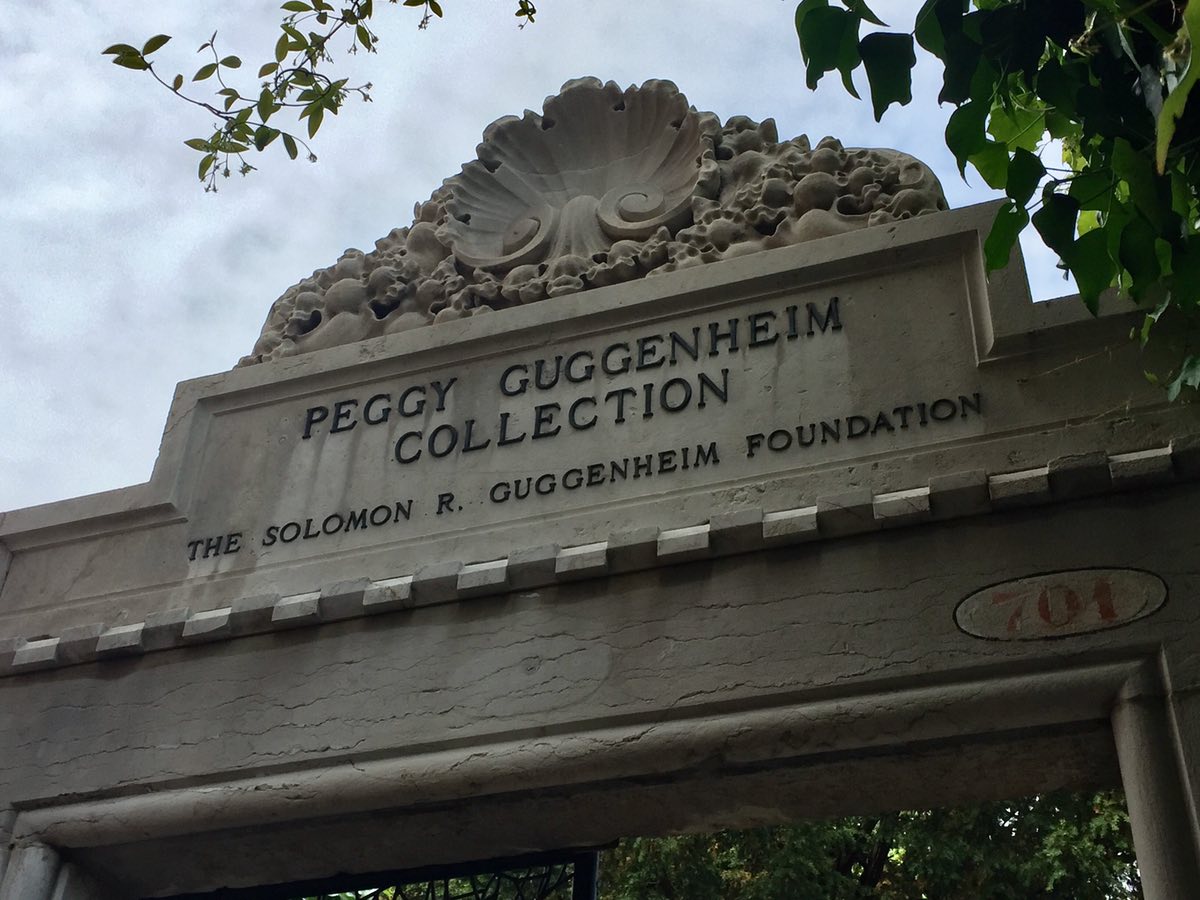 PEGGY GUGGENHEIM
COLLECTION
THE SOLOMON R. GUGGENHEIM FOUNDATION
701